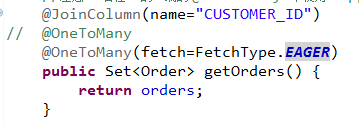 @JoinColumn(name="CUSTOMER_ID")
// @OneToMany
@OneToMany(fetch=FetchType.EAGER)
public Set<Order> getOrders() {
return orders;
}